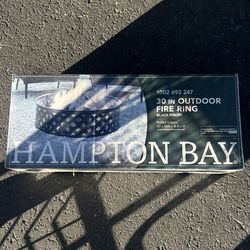 1002 693 247
30 IN OUTDOOR
FIRE RING
BLACK FINISH
HAMPTON BAY